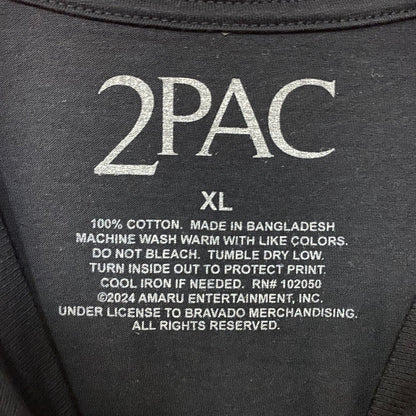 2PAC
XL
100% COTTON. MADE IN BANGLADESH
MACHINE WASH WARM WITH LIKE COLORS.
DO NOT BLEACH. TUMBLE DRY LOW.
TURN INSIDE OUT TO PROTECT PRINT.
COOL IRON IF NEEDED. RN# 102050
©2024 AMARU ENTERTAINMENT, INC.
UNDER LICENSE TO BRAVADO MERCHANDISING.
ALL RIGHTS RESERVED.